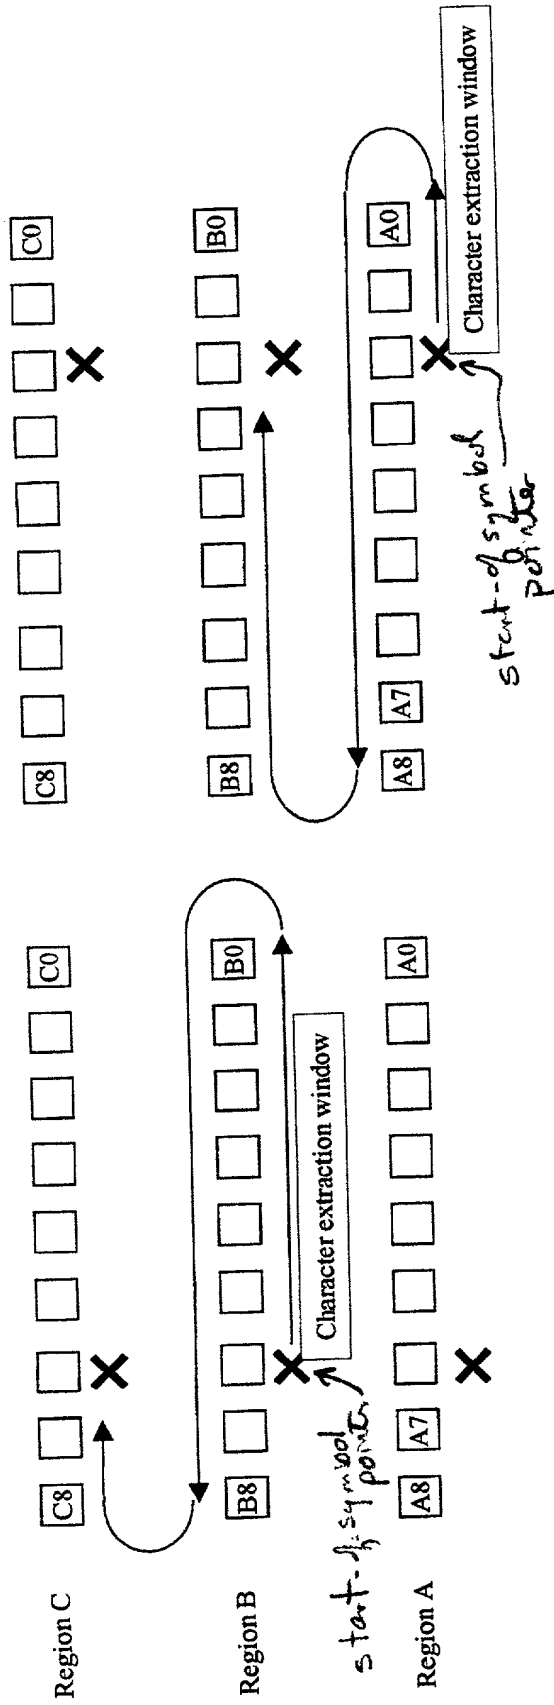 Region C C8 C0 C8 C0
Region B B8 B0 B8 B0
Character extraction window
start-of-symbol
pointer
Region A A8 A7 A0 A8 A7 A0
Character extraction window
start-of symbol
pointer